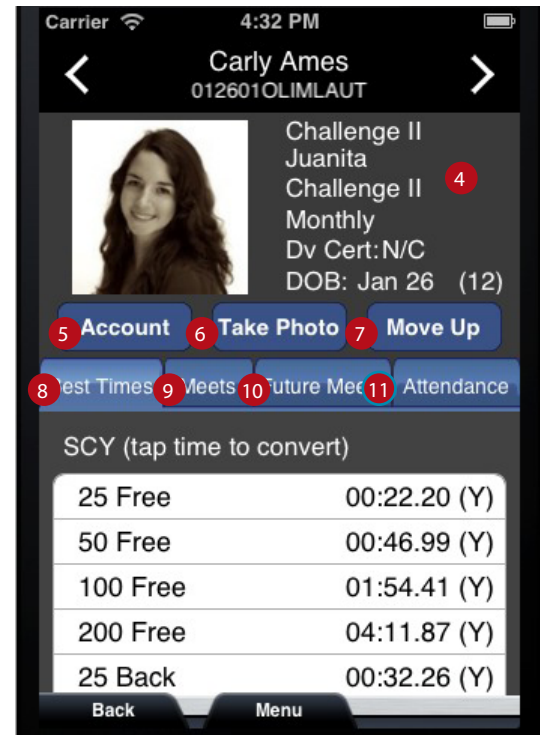 Carrier 4:32 PM
Carly Ames
012601OLIMLAUT
Challenge II
Juanita
Challenge II
4
Monthly
Dv Cert:N/C
DOB: Jan 26 (12)
5 Account 6 Take Photo 7 Move Up
8 est Times 9 Meets 10 Future Mee 11 Attendance
SCY (tap time to convert)
25 Free 00:22.20 (Y)
50 Free 00:46.99 (Y)
100 Free 01:54.41 (Y)
200 Free 04:11.87 (Y)
25 Back 00:32.26 (Y)
Back Menu